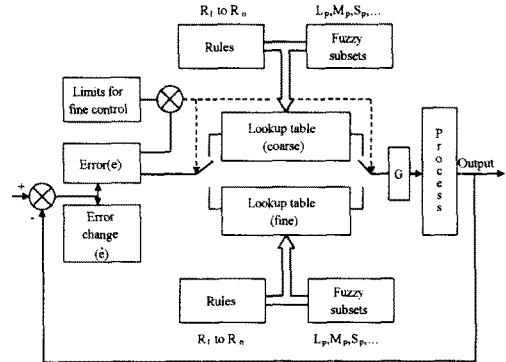 R₁ to Rₙ
Lₚ,Mₚ,Sₚ,...
Rules
Fuzzy
subsets
Limits for
fine control
Lookup table
(coarse)
Error(e)
Process
Output
G
+
-
Error
change
(ė)
Lookup table
(fine)
Rules
Fuzzy
subsets
R₁ to Rₙ
Lₚ,Mₚ,Sₚ,...